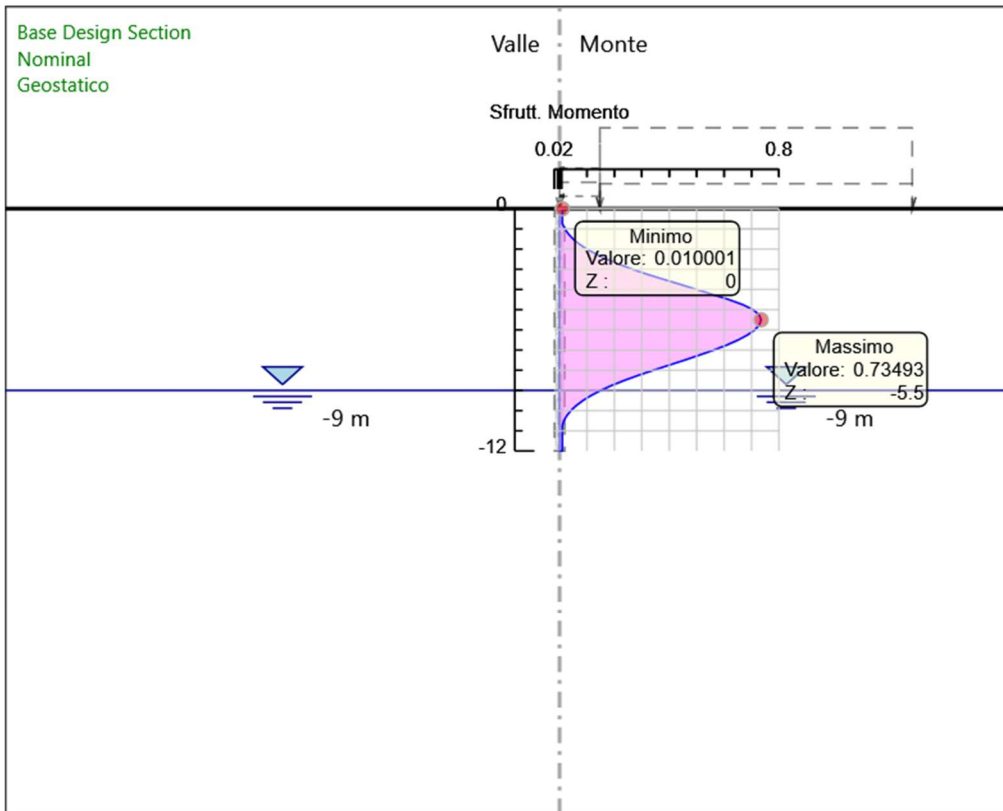 Base Design Section
Nominal
Geostatico
Valle
Monte
Sfrutt. Momento
0.02
0.8
0
Minimo
Valore: 0.010001
Z : 0
Massimo
Valore: 0.73493
Z : -5.5
-9 m
-9 m
-12